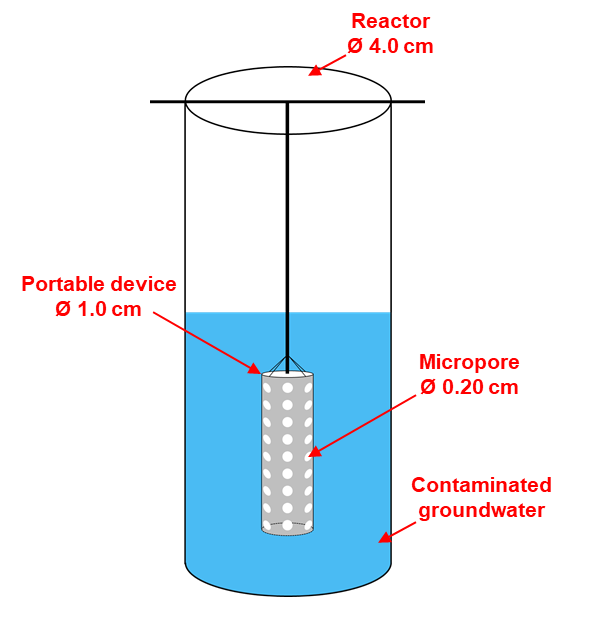 Reactor
Ø 4.0 cm
Portable device
Ø 1.0 cm
Micropore
Ø 0.20 cm
Contaminated
groundwater